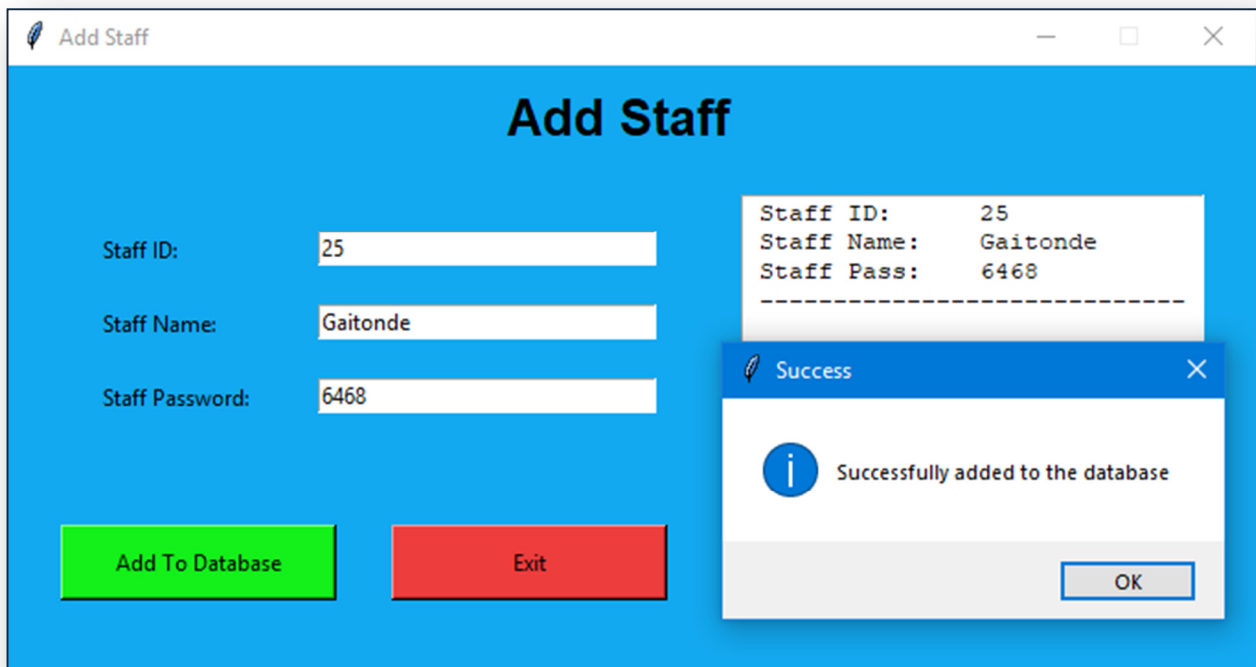 Add Staff
Add Staff
Staff ID: 25
Staff Name: Gaitonde
Staff Password: 6468
Add To Database
Exit
Staff ID: 25
Staff Name: Gaitonde
Staff Pass: 6468
-----------------------------
Success
i
Successfully added to the database
OK